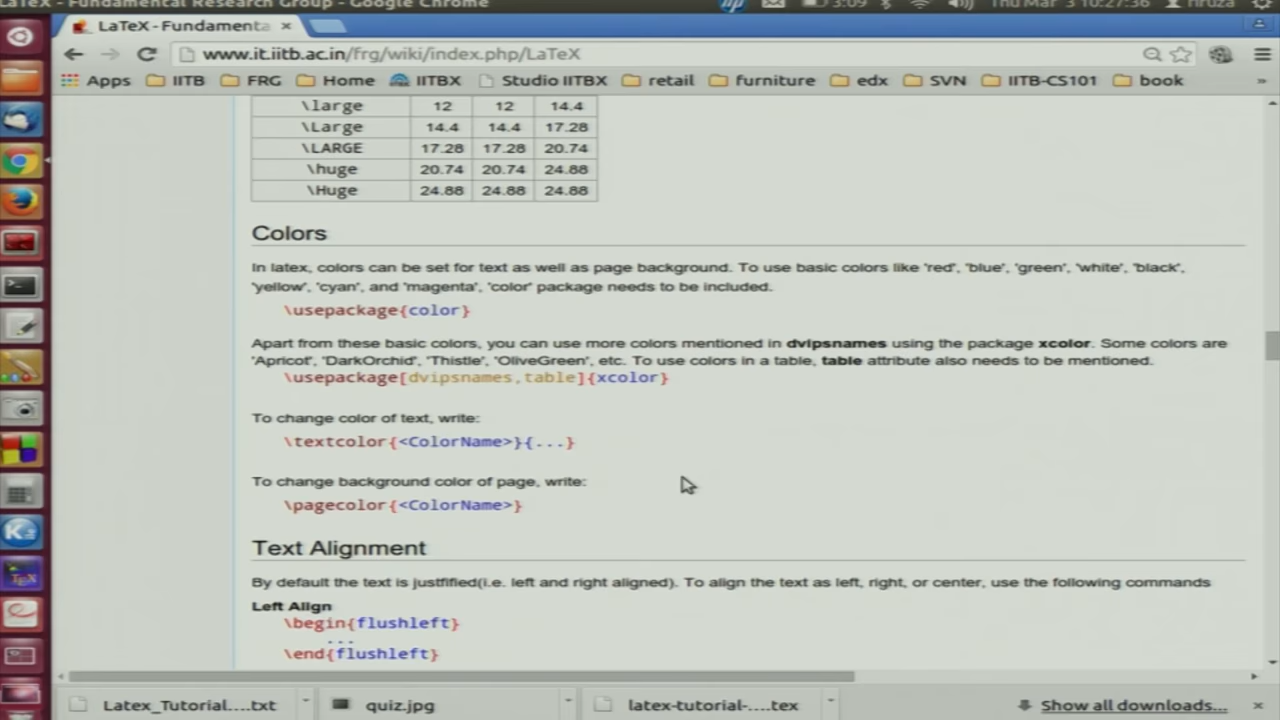 LaTeX - Fundamental Research Group - Google Chrome
3:09
Thu Mar 3 10:27:36
LaTeX - Fundamenta
www.it.iitb.ac.in/frg/wiki/index.php/LaTeX
Apps IITB FRG Home IITBX Studio IITBX retail furniture edx SVN IITB-CS101 book »
\large 12 12 14.4
\Large 14.4 14.4 17.28
\LARGE 17.28 17.28 20.74
\huge 20.74 20.74 24.88
\Huge 24.88 24.88 24.88
Colors
In latex, colors can be set for text as well as page background. To use basic colors like 'red', 'blue', 'green', 'white', 'black',
'yellow', 'cyan', and 'magenta', 'color' package needs to be included.
\usepackage{color}
Apart from these basic colors, you can use more colors mentioned in dvipsnames using the package xcolor. Some colors are
'Apricot', 'DarkOrchid', 'Thistle', 'OliveGreen', etc. To use colors in a table, table attribute also needs to be mentioned.
\usepackage[dvipsnames,table]{xcolor}
To change color of text, write:
\textcolor{<ColorName>}{...}
To change background color of page, write:
\pagecolor{<ColorName>}
Text Alignment
By default the text is justfified(i.e. left and right aligned). To align the text as left, right, or center, use the following commands
Left Align
\begin{flushleft}
...
\end{flushleft}
Latex_Tutorial....txt quiz.jpg latex-tutorial-....tex Show all downloads...